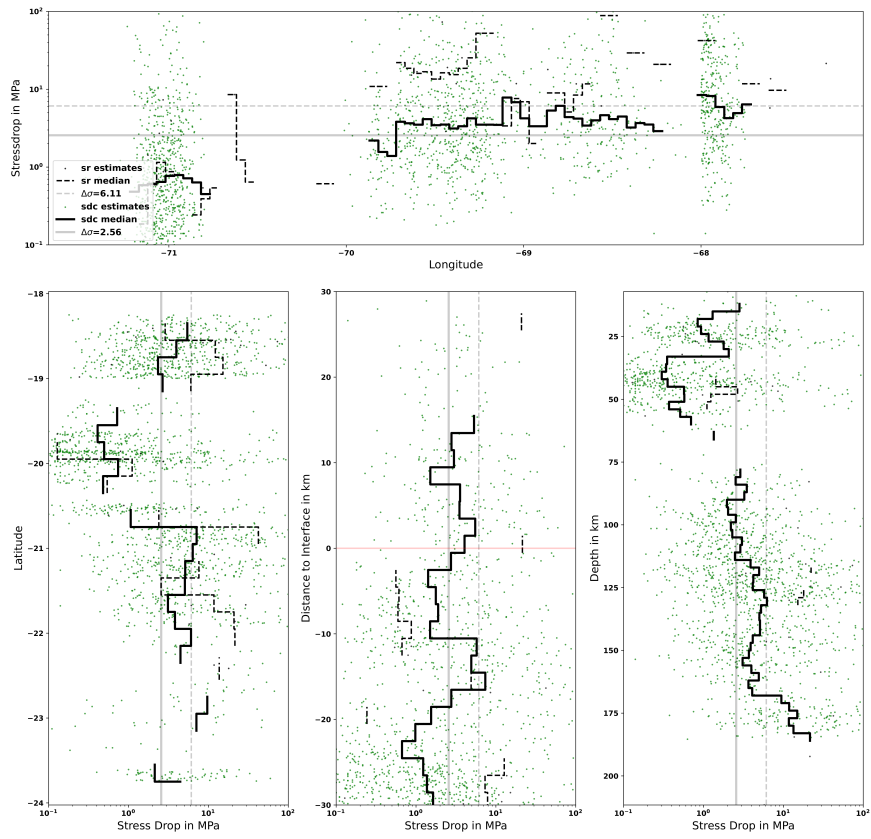 10²
10¹
10⁰
10⁻¹
Stressdrop in MPa
sr estimates
sr median
Δσ=6.11
sdc estimates
sdc median
Δσ=2.56
−71 −70 −69 −68
Longitude
−18
−19
−20
−21
−22
−23
−24
Latitude
10⁻¹ 10⁰ 10¹ 10²
Stress Drop in MPa
30
20
10
0
−10
−20
−30
Distance to Interface in km
10⁻¹ 10⁰ 10¹ 10²
Stress Drop in MPa
25
50
75
100
125
150
175
200
Depth in km
10⁻¹ 10⁰ 10¹ 10²
Stress Drop in MPa